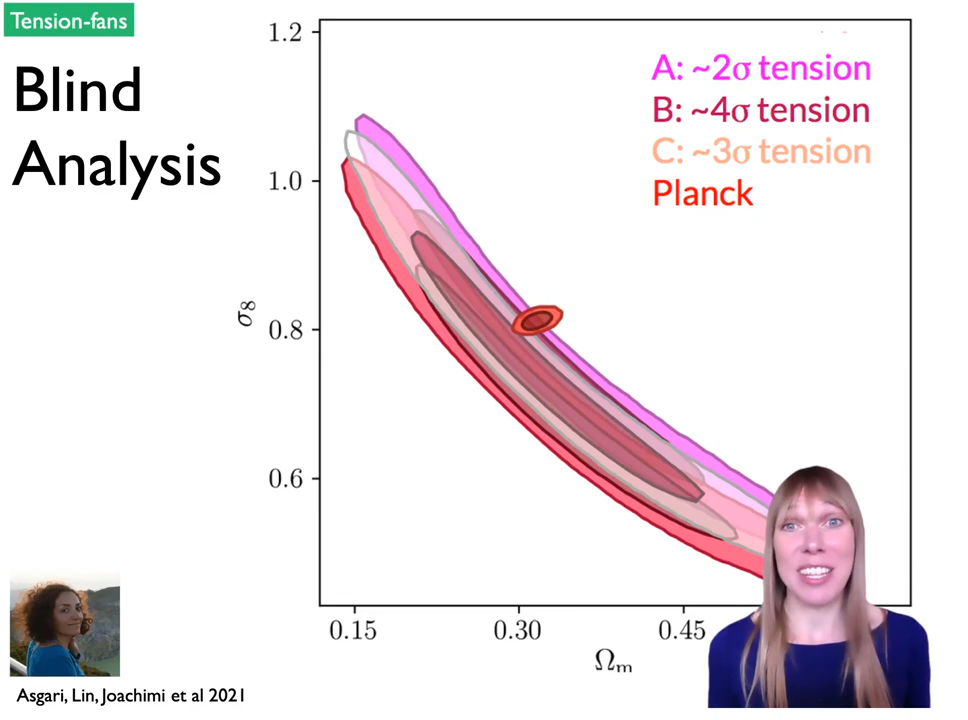 Tension-fans
Blind
Analysis
A: ~2σ tension
B: ~4σ tension
C: ~3σ tension
Planck
1.2
1.0
0.8
0.6
σ8
0.15
0.30
0.45
Ωm
Asgari, Lin, Joachimi et al 2021